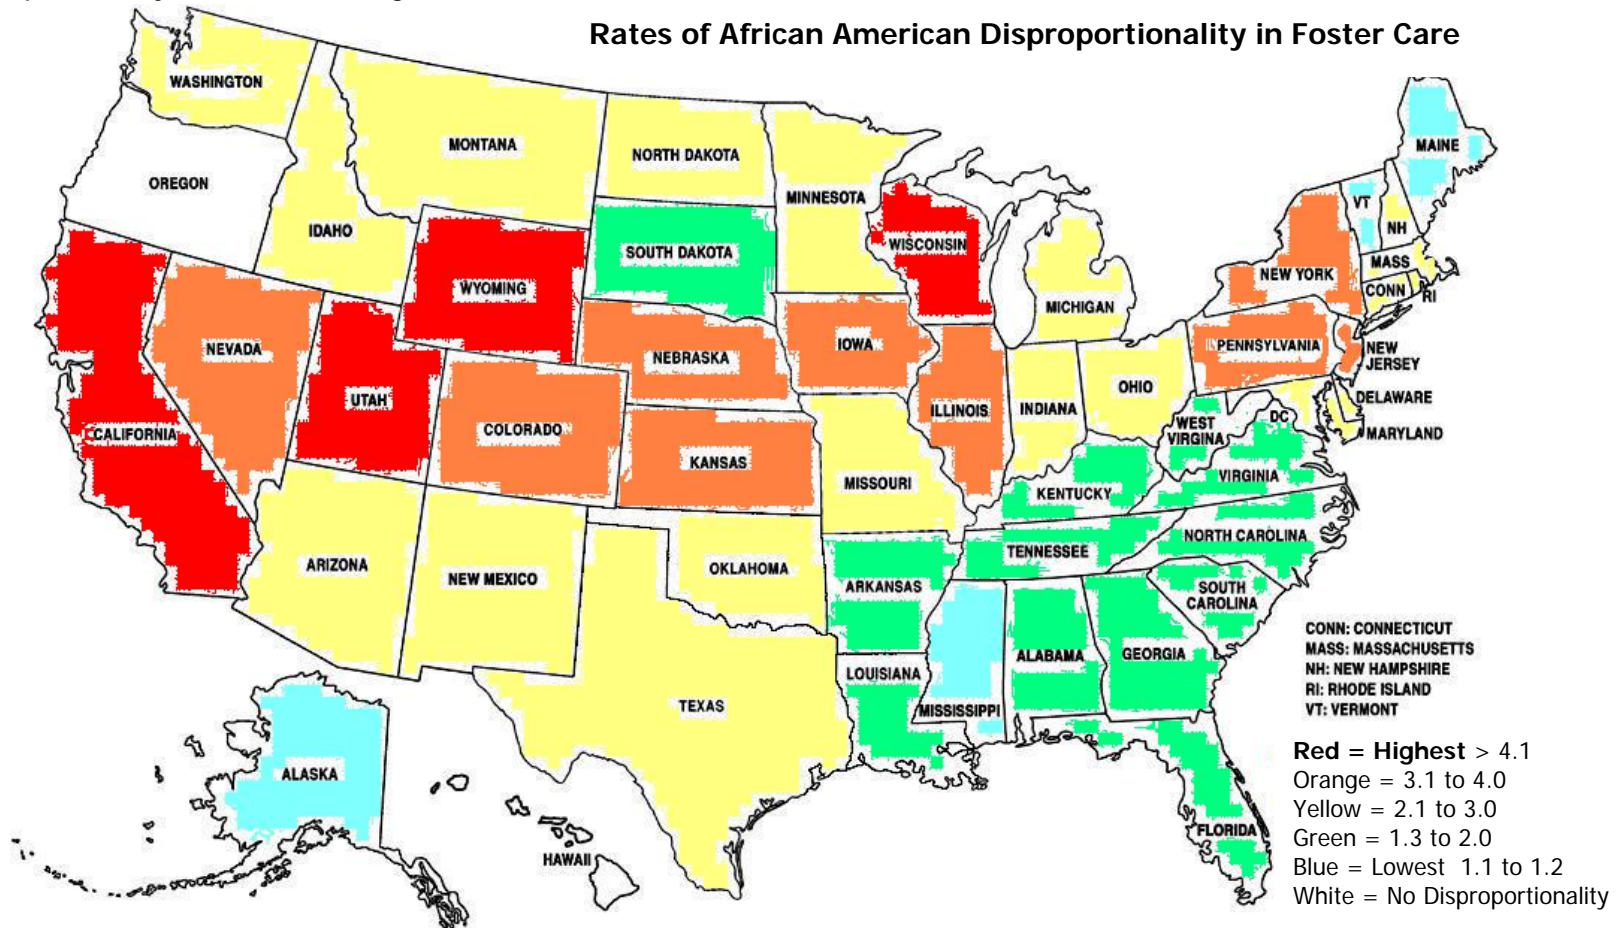 Rates of African American Disproportionality in Foster Care
WASHINGTON
MONTANA
NORTH DAKOTA
MINNESOTA
MAINE
OREGON
IDAHO
WYOMING
SOUTH DAKOTA
WISCONSIN
MICHIGAN
VT
NH
NEW YORK
MASS
CONN
RI
NEVADA
UTAH
NEBRASKA
IOWA
PENNSYLVANIA
NEW
JERSEY
CALIFORNIA
COLORADO
KANSAS
ILLINOIS
INDIANA
OHIO
DELAWARE
MARYLAND
DC
WEST
VIRGINA
VIRGINIA
MISSOURI
KENTUCKY
ARIZONA
NEW MEXICO
OKLAHOMA
ARKANSAS
TENNESSEE
NORTH CAROLINA
SOUTH
CAROLINA
TEXAS
LOUISIANA
MISSISSIPPI
ALABAMA
GEORGIA
FLORIDA
ALASKA
HAWAII
CONN: CONNECTICUT
MASS: MASSACHUSETTS
NH: NEW HAMPSHIRE
RI: RHODE ISLAND
VT: VERMONT
Red = Highest > 4.1
Orange = 3.1 to 4.0
Yellow = 2.1 to 3.0
Green = 1.3 to 2.0
Blue = Lowest 1.1 to 1.2
White = No Disproportionality